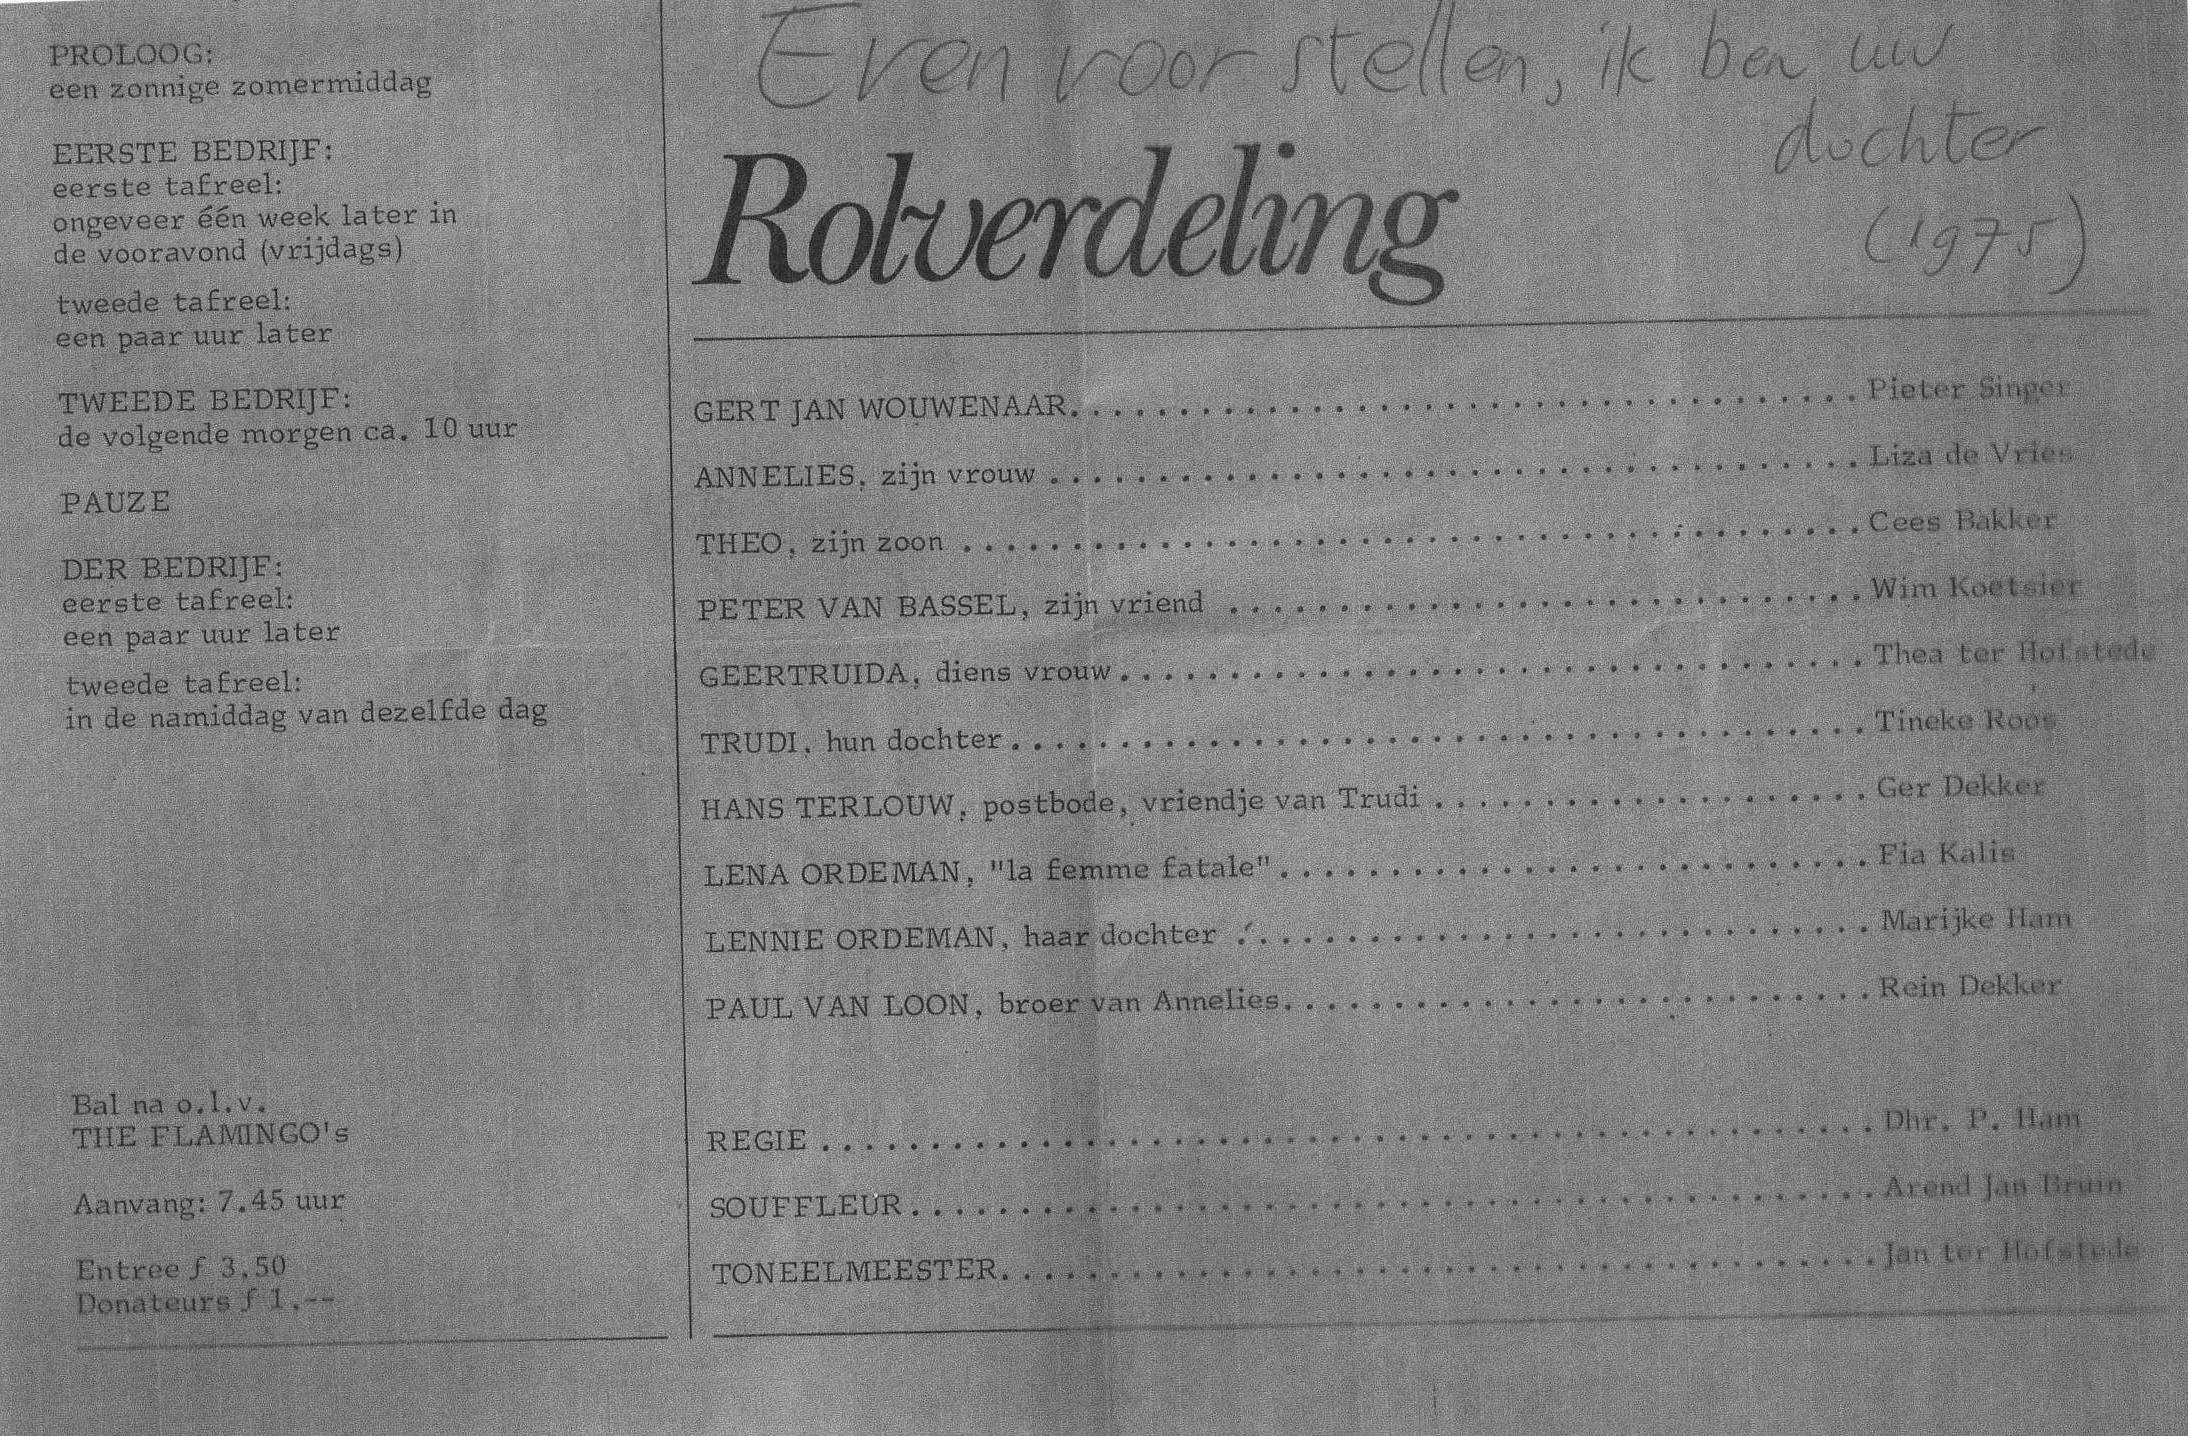 PROLOOG:
een zonnige zomermiddag
EERSTE BEDRIJF:
eerste tafreel:
ongeveer één week later in
de vooravond (vrijdags)
tweede tafreel:
een paar uur later
TWEEDE BEDRIJF:
de volgende morgen ca. 10 uur
PAUZE
DER BEDRIJF:
eerste tafreel:
een paar uur later
tweede tafreel:
in de namiddag van dezelfde dag
Bal na o.l.v.
THE FLAMINGO's
Aanvang: 7.45 uur
Entree ƒ 3,50
Donateurs ƒ 1,--
Even voorstellen, ik ben uw
dochter
(1975)
Rolverdeling
GERT JAN WOUWENAAR. . . . . . . . . . . . . . . . . . . . Pieter Singer
ANNELIES, zijn vrouw . . . . . . . . . . . . . . . . . . . . Liza de Vries
THEO, zijn zoon . . . . . . . . . . . . . . . . . . . . Cees Bakker
PETER VAN BASSEL, zijn vriend . . . . . . . . . . . . . . . . . . . . Wim Koetsier
GEERTRUIDA, diens vrouw . . . . . . . . . . . . . . . . . . . . Thea ter Hofstede
TRUDI, hun dochter . . . . . . . . . . . . . . . . . . . . Tineke Roos
HANS TERLOUW, postbode, vriendje van Trudi . . . . . . . . . . . . . . . . . . . . Ger Dekker
LENA ORDEMAN, "la femme fatale" . . . . . . . . . . . . . . . . . . . . Fia Kalis
LENNIE ORDEMAN, haar dochter . . . . . . . . . . . . . . . . . . . . Marijke Ham
PAUL VAN LOON, broer van Annelies. . . . . . . . . . . . . . . . . . . . Rein Dekker
REGIE . . . . . . . . . . . . . . . . . . . . Dhr. P. Ham
SOUFFLEUR . . . . . . . . . . . . . . . . . . . . Arend Jan Bruin
TONEELMEESTER. . . . . . . . . . . . . . . . . . . . Jan ter Hofstede